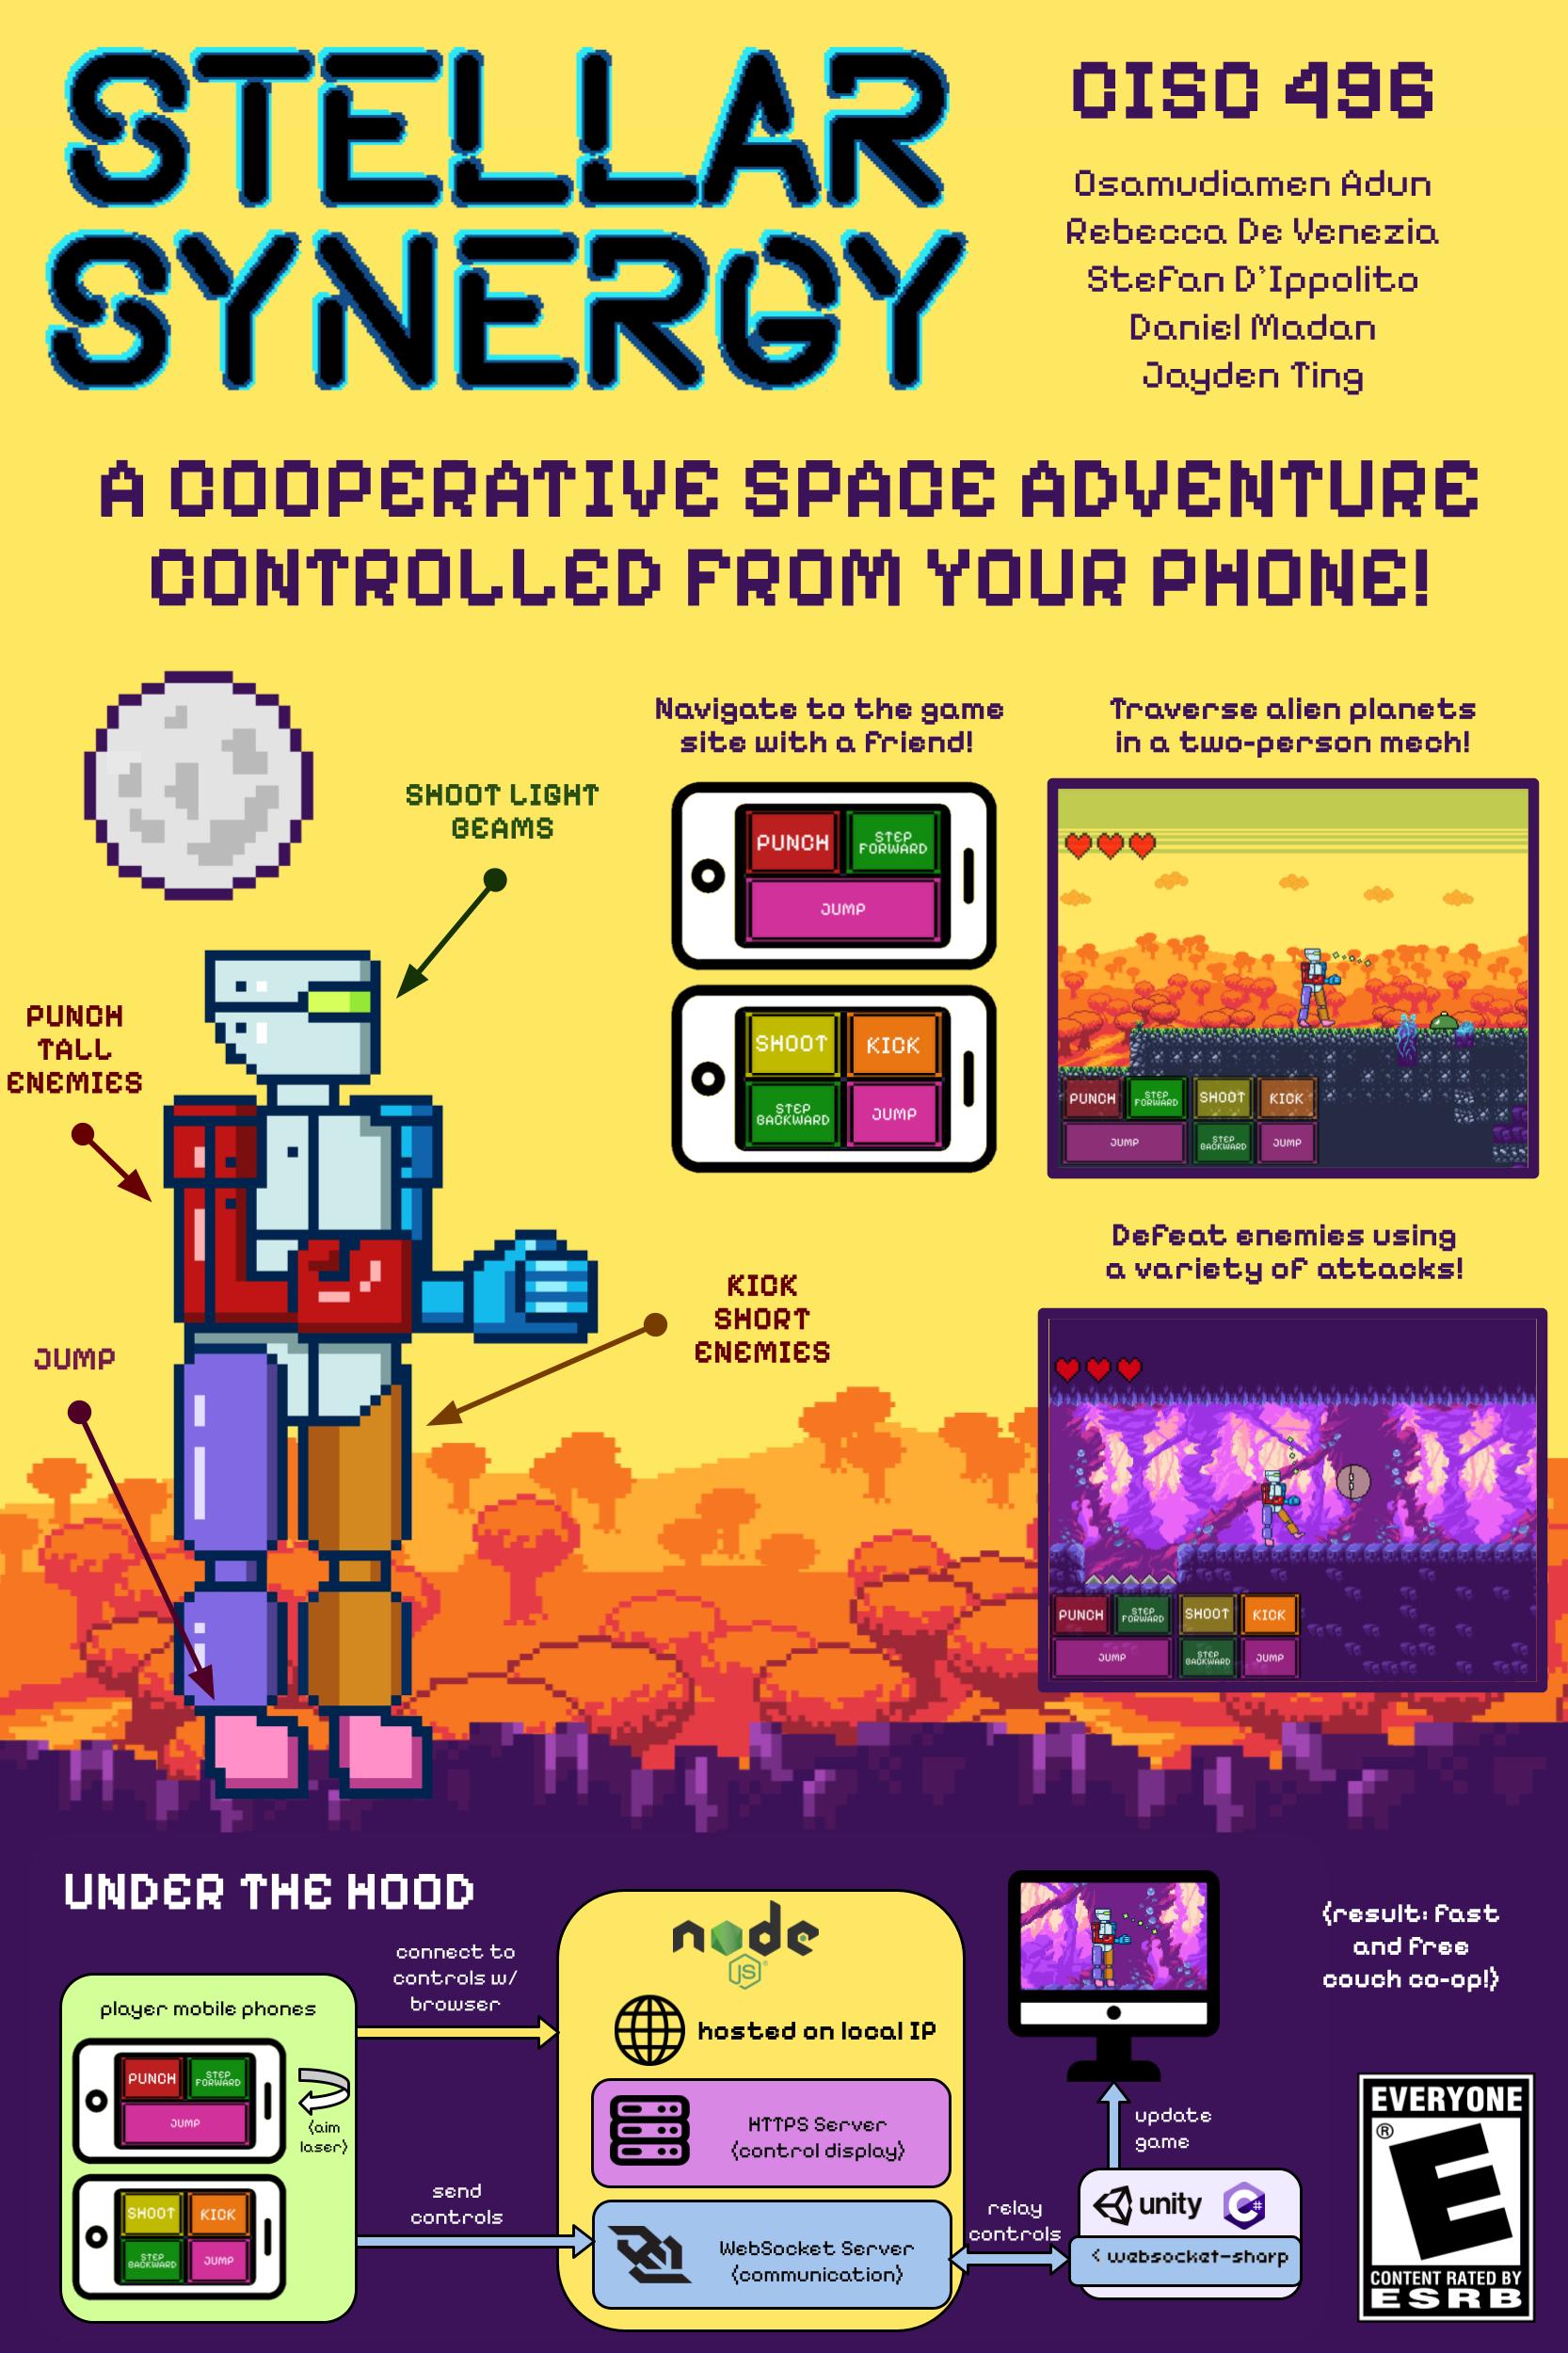 STELLAR
SYNERGY
CISC 496
Osamudiamen Adun
Rebecca De Venezia
Stefan D'Ippolito
Daniel Madan
Jayden Ting
A COOPERATIVE SPACE ADVENTURE
CONTROLLED FROM YOUR PHONE!
SHOOT LIGHT
BEAMS
PUNCH
TALL
ENEMIES
JUMP
KICK
SHORT
ENEMIES
Navigate to the game
site with a friend!
PUNCH
STEP
FORWARD
JUMP
SHOOT
KICK
STEP
BACKWARD
JUMP
Traverse alien planets
in a two-person mech!
PUNCH
STEP
FORWARD
SHOOT
KICK
JUMP
STEP
BACKWARD
JUMP
Defeat enemies using
a variety of attacks!
PUNCH
STEP
FORWARD
SHOOT
KICK
JUMP
STEP
BACKWARD
JUMP
UNDER THE HOOD
player mobile phones
PUNCH
STEP
FORWARD
JUMP
(aim
laser)
SHOOT
KICK
STEP
BACKWARD
JUMP
connect to
controls w/
browser
send
controls
node
JS
hosted on local IP
HTTPS Server
(control display)
WebSocket Server
(communication)
relay
controls
update
game
unity
C#
< websocket-sharp
(result: fast
and free
couch co-op!)
EVERYONE
®
E
CONTENT RATED BY
ESRB